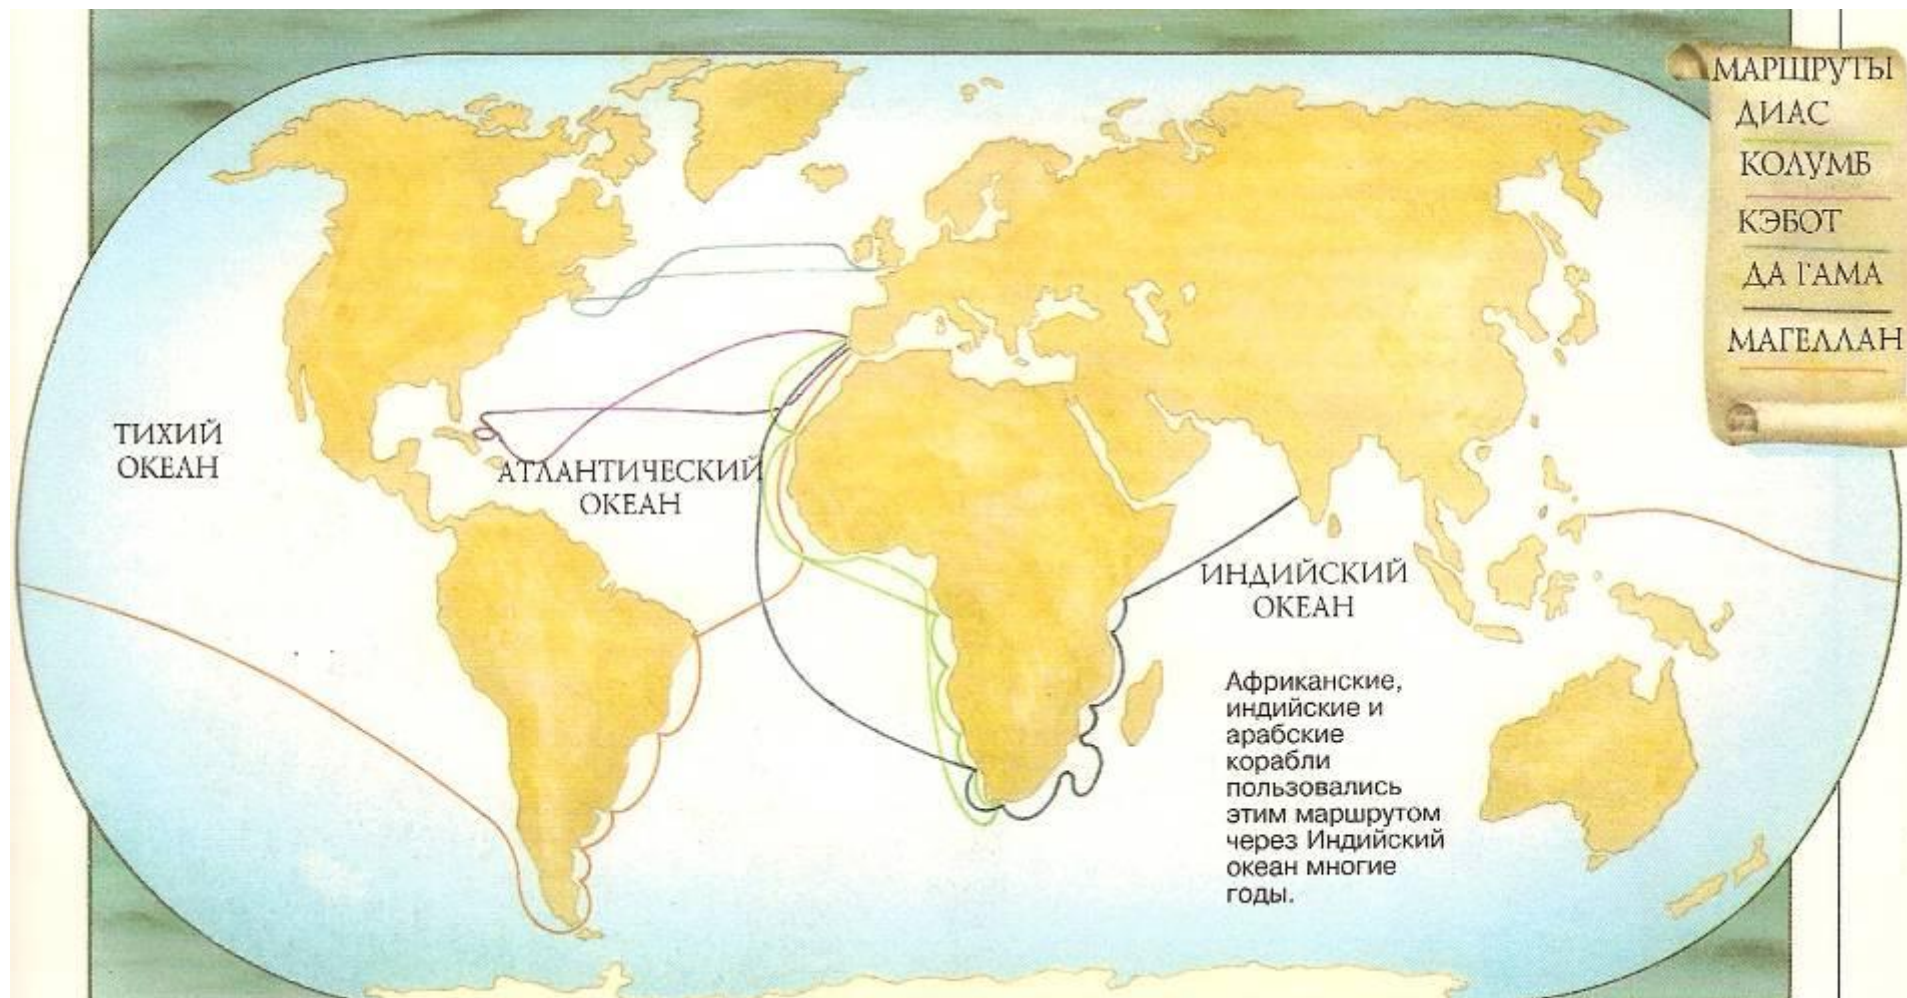 МАРШРУТЫ
ДИАС
КОЛУМБ
КЭБОТ
ДА ГАМА
МАГЕЛЛАН
ТИХИЙ
ОКЕАН
АТЛАНТИЧЕСКИЙ
ОКЕАН
ИНДИЙСКИЙ
ОКЕАН
Африканские,
индийские и
арабские
корабли
пользовались
этим маршрутом
через Индийский
океан многие
годы.